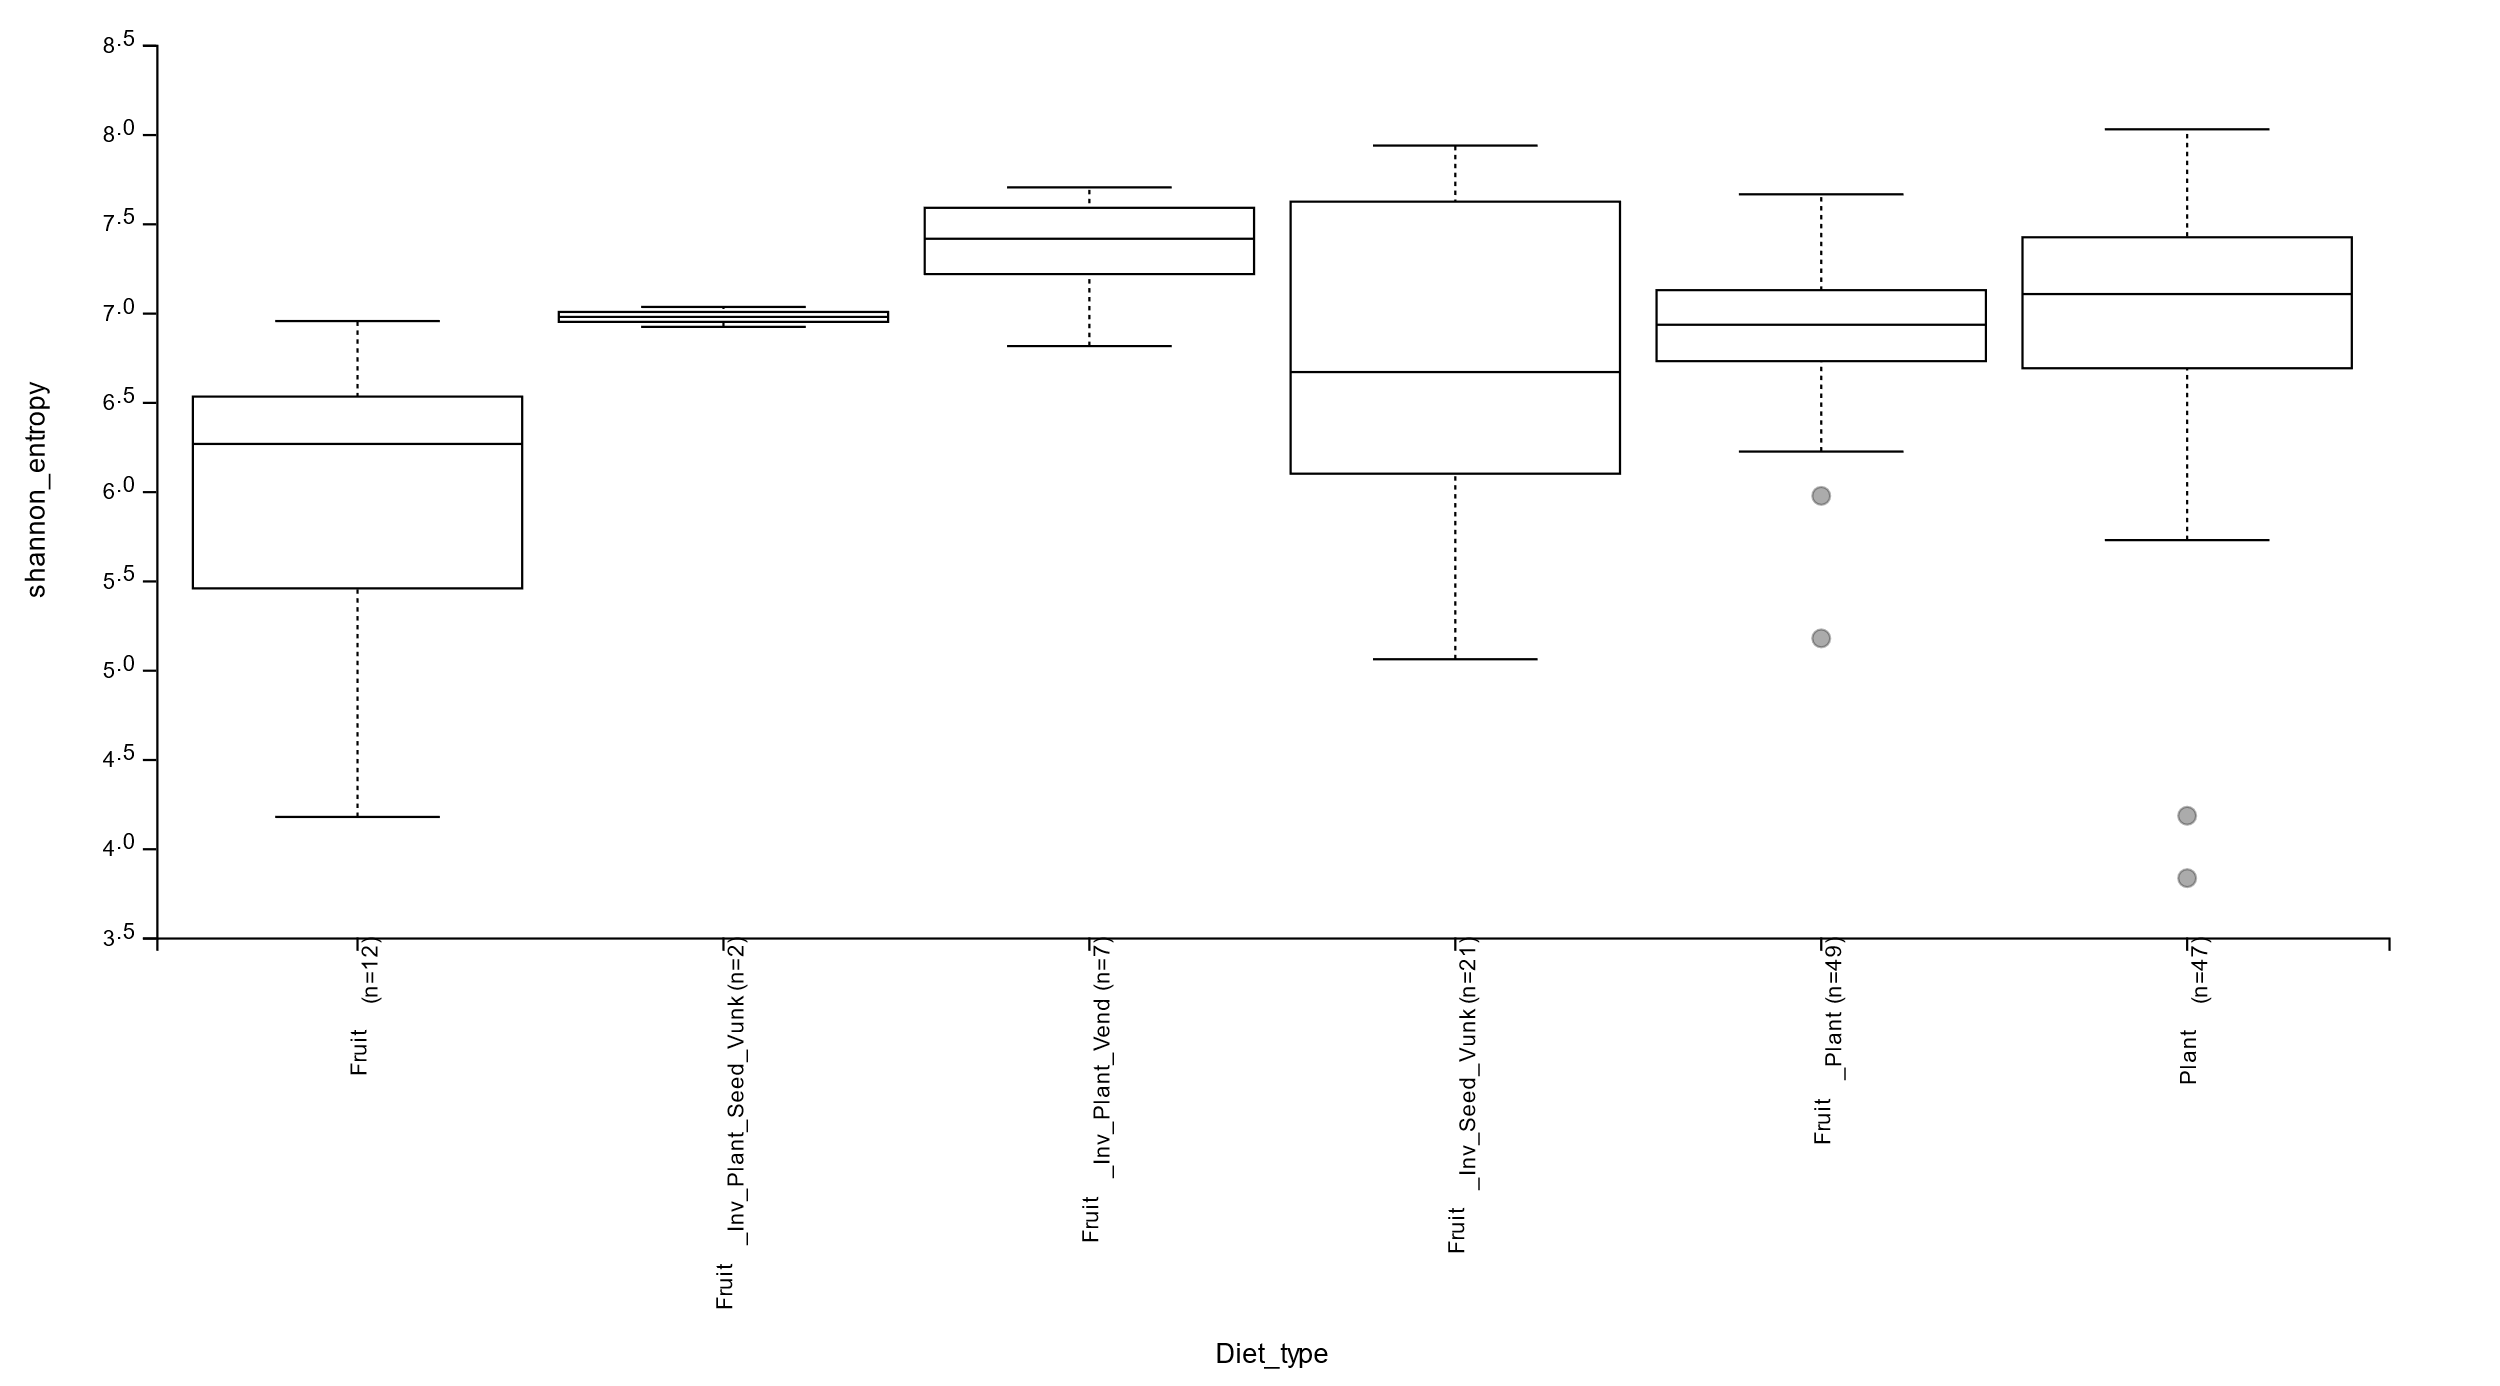 8.5
8.0
7.5
7.0
6.5
6.0
5.5
5.0
4.5
4.0
3.5
shannon_entropy
Fruit (n=12)
Fruit_Inv_Plant_Seed_Vunk (n=2)
Fruit_Inv_Plant_Vend (n=7)
Fruit_Inv_Seed_Vunk (n=21)
Fruit_Plant (n=49)
Plant (n=47)
Diet_type